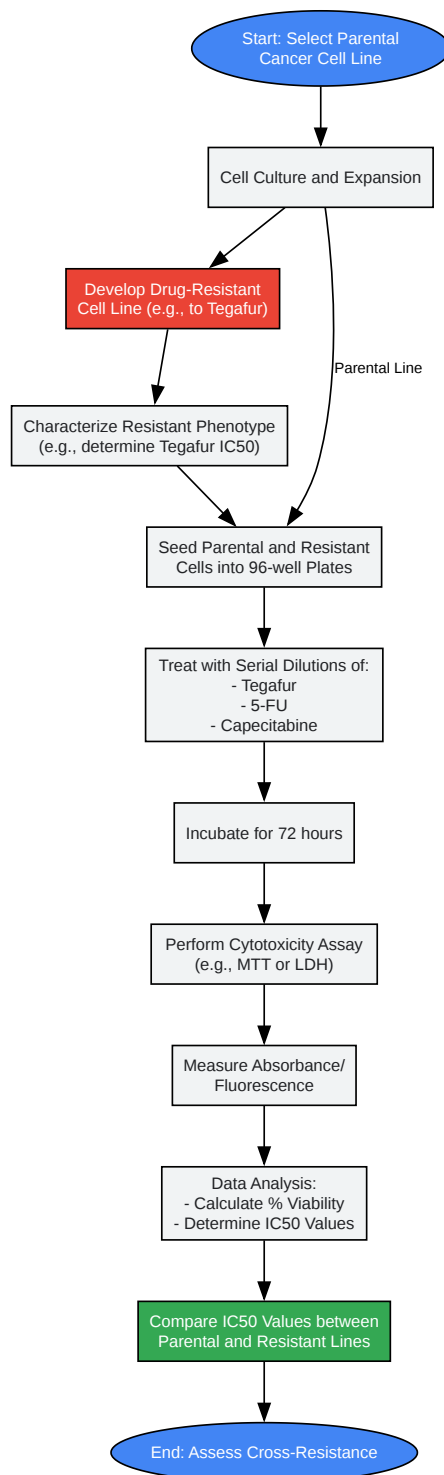 Start: Select Parental
Cancer Cell Line
Cell Culture and Expansion
Develop Drug-Resistant
Cell Line (e.g., to Tegafur)
Parental Line
Characterize Resistant Phenotype
(e.g., determine Tegafur IC50)
Seed Parental and Resistant
Cells into 96-well Plates
Treat with Serial Dilutions of:
- Tegafur
- 5-FU
- Capecitabine
Incubate for 72 hours
Perform Cytotoxicity Assay
(e.g., MTT or LDH)
Measure Absorbance/
Fluorescence
Data Analysis:
- Calculate % Viability
- Determine IC50 Values
Compare IC50 Values between
Parental and Resistant Lines
End: Assess Cross-Resistance